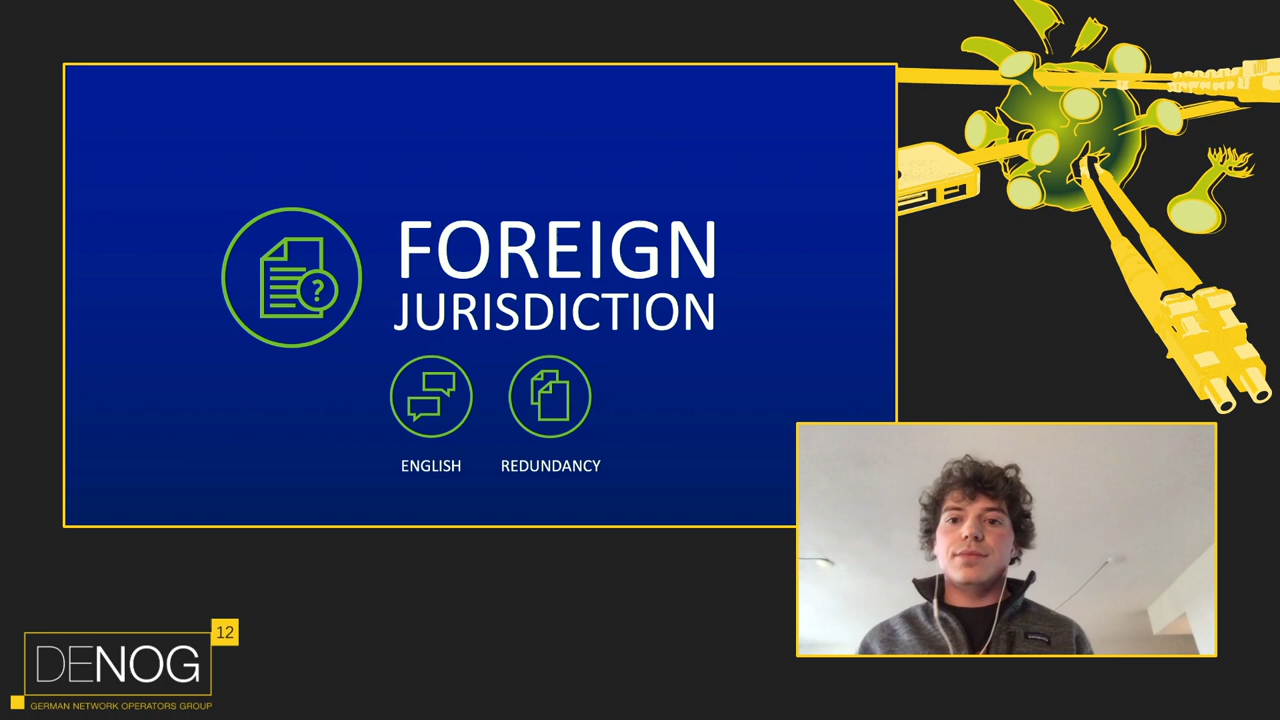 FOREIGN
JURISDICTION
?
ENGLISH
REDUNDANCY
12
DENOG
GERMAN NETWORK OPERATORS GROUP